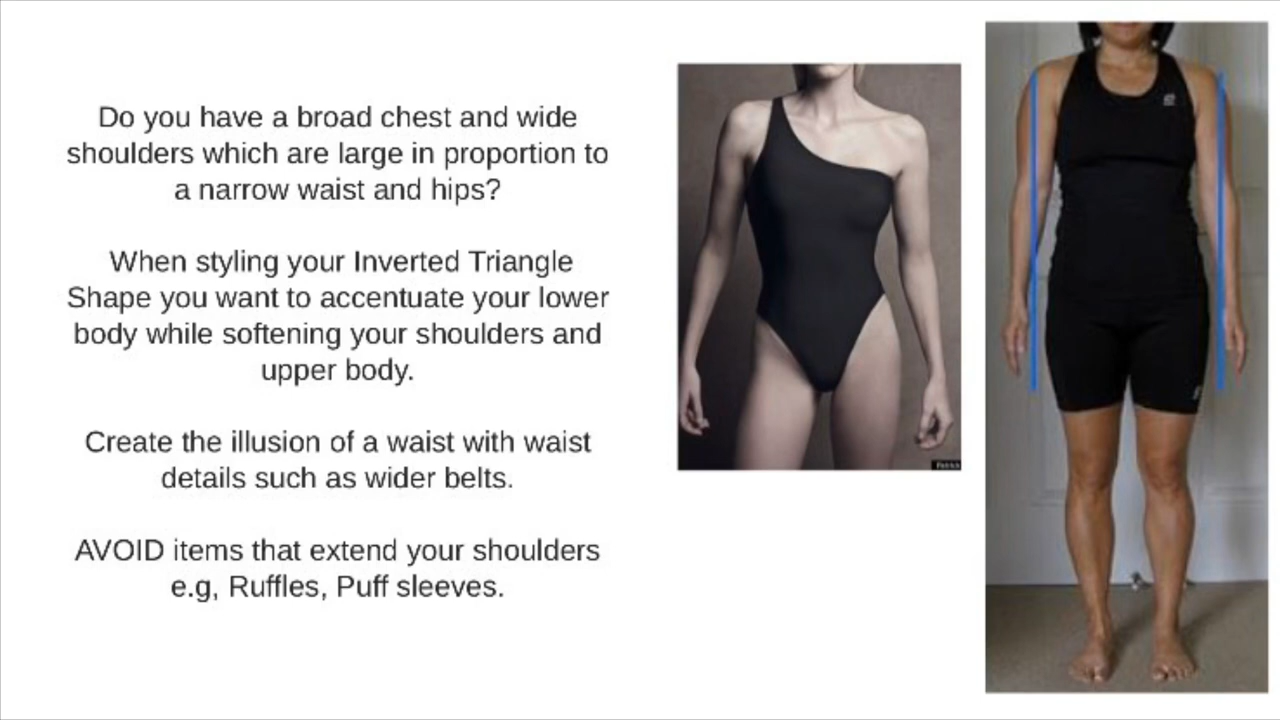 Do you have a broad chest and wide
shoulders which are large in proportion to
a narrow waist and hips?
When styling your Inverted Triangle
Shape you want to accentuate your lower
body while softening your shoulders and
upper body.
Create the illusion of a waist with waist
details such as wider belts.
AVOID items that extend your shoulders
e.g, Ruffles, Puff sleeves.